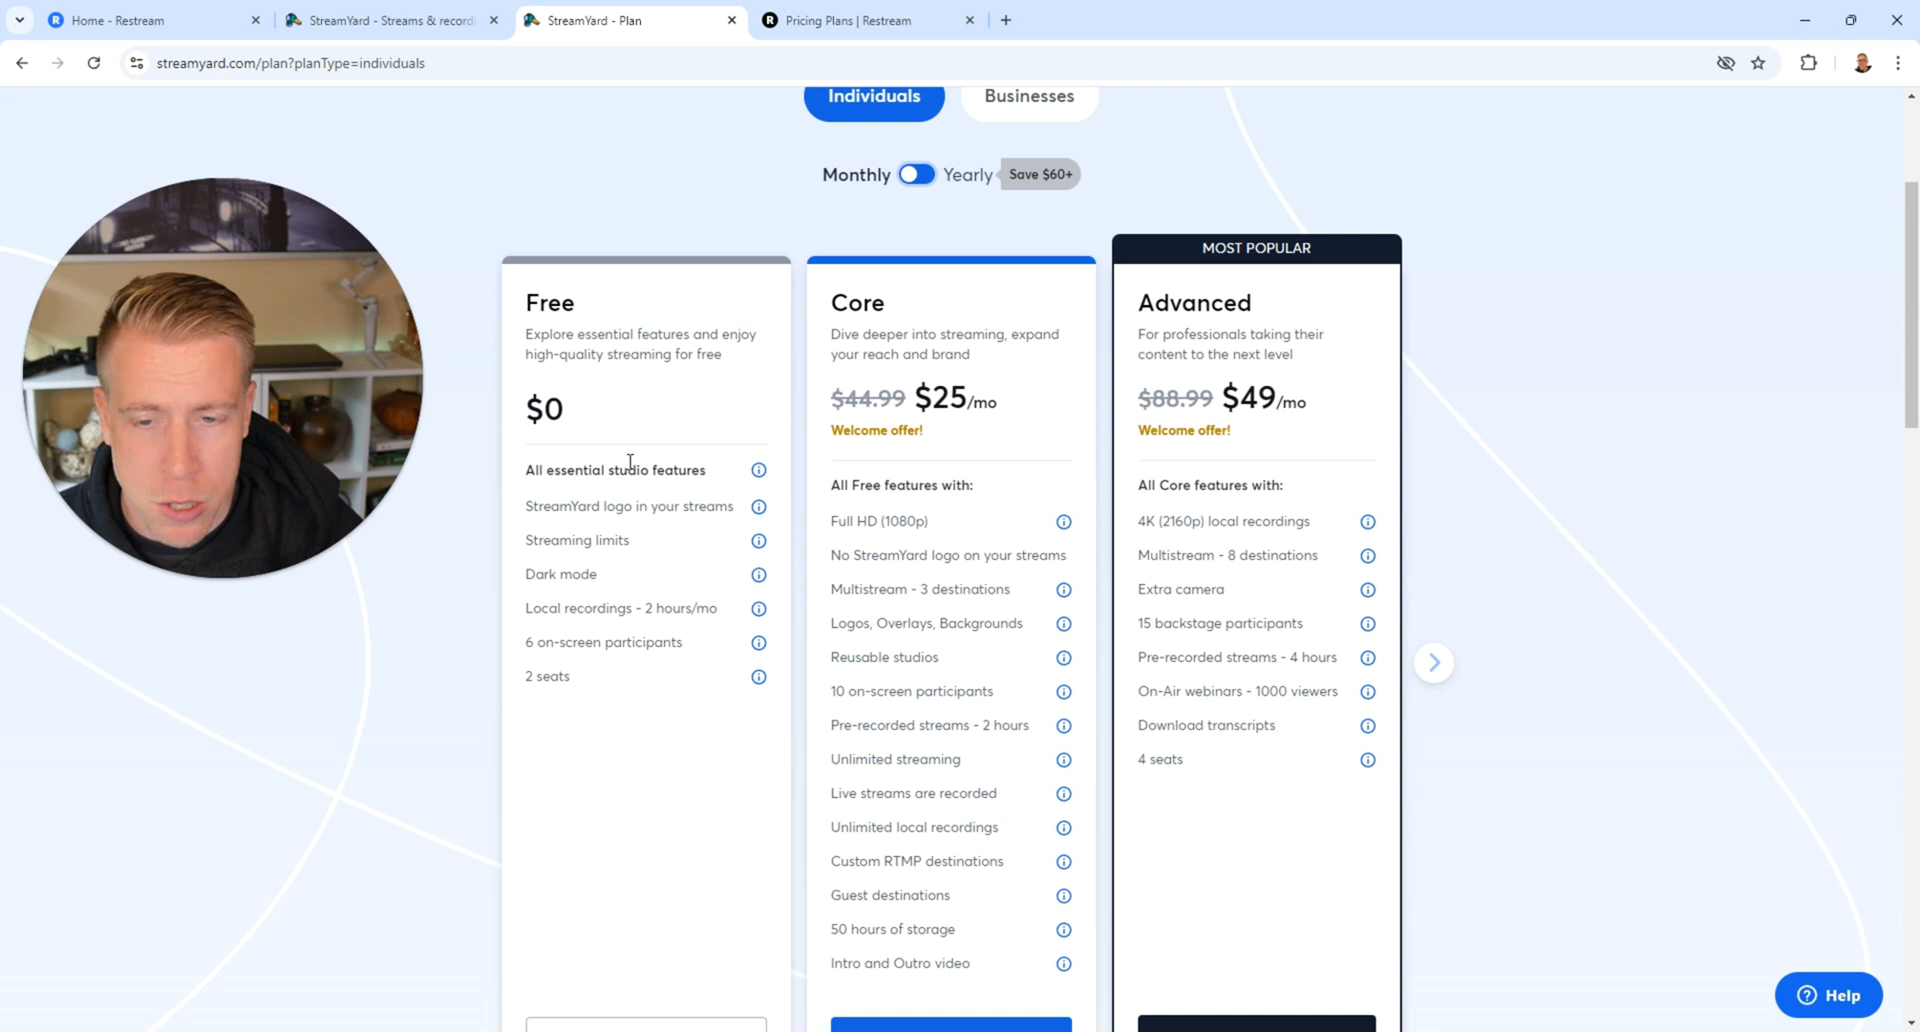 Home - Restream
StreamYard - Streams & record
StreamYard - Plan
Pricing Plans | Restream
streamyard.com/plan?planType=individuals
Individuals
Businesses
Monthly
Yearly
Save $60+
MOST POPULAR
Free
Explore essential features and enjoy
high-quality streaming for free
$0
All essential studio features
StreamYard logo in your streams
Streaming limits
Dark mode
Local recordings - 2 hours/mo
6 on-screen participants
2 seats
Core
Dive deeper into streaming, expand
your reach and brand
$44.99 $25/mo
Welcome offer!
All Free features with:
Full HD (1080p)
No StreamYard logo on your streams
Multistream - 3 destinations
Logos, Overlays, Backgrounds
Reusable studios
10 on-screen participants
Pre-recorded streams - 2 hours
Unlimited streaming
Live streams are recorded
Unlimited local recordings
Custom RTMP destinations
Guest destinations
50 hours of storage
Intro and Outro video
Advanced
For professionals taking their
content to the next level
$88.99 $49/mo
Welcome offer!
All Core features with:
4K (2160p) local recordings
Multistream - 8 destinations
Extra camera
15 backstage participants
Pre-recorded streams - 4 hours
On-Air webinars - 1000 viewers
Download transcripts
4 seats
Help